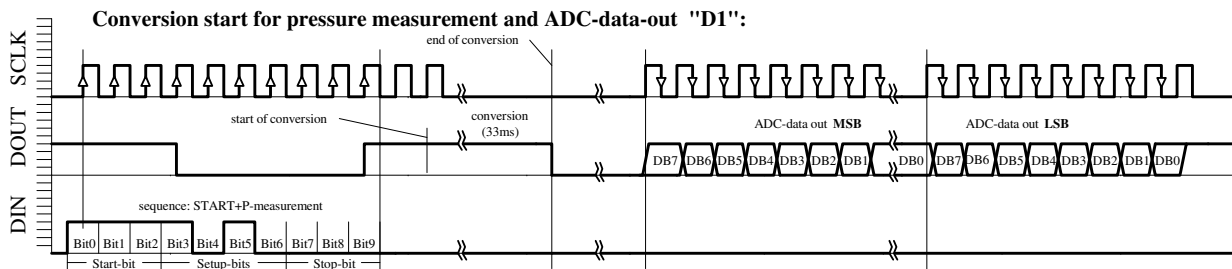 Conversion start for pressure measurement and ADC-data-out "D1":
end of conversion
SCLK
start of conversion
conversion
(33ms)
ADC-data out MSB
ADC-data out LSB
DOUT
DB7 DB6 DB5 DB4 DB3 DB2 DB1 DB0 DB7 DB6 DB5 DB4 DB3 DB2 DB1 DB0
sequence: START+P-measurement
DIN
Bit0 Bit1 Bit2 Bit3 Bit4 Bit5 Bit6 Bit7 Bit8 Bit9
Start-bit Setup-bits Stop-bit